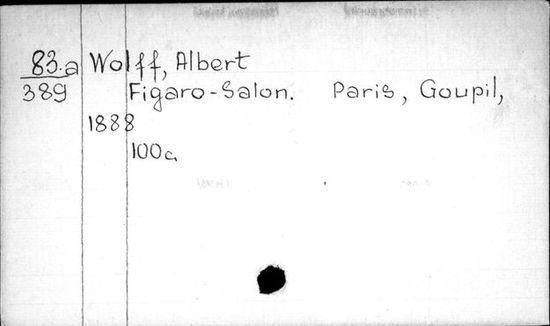 83.a Wolff, Albert
389 Figaro-Salon. Paris, Goupil,
1888
100c.